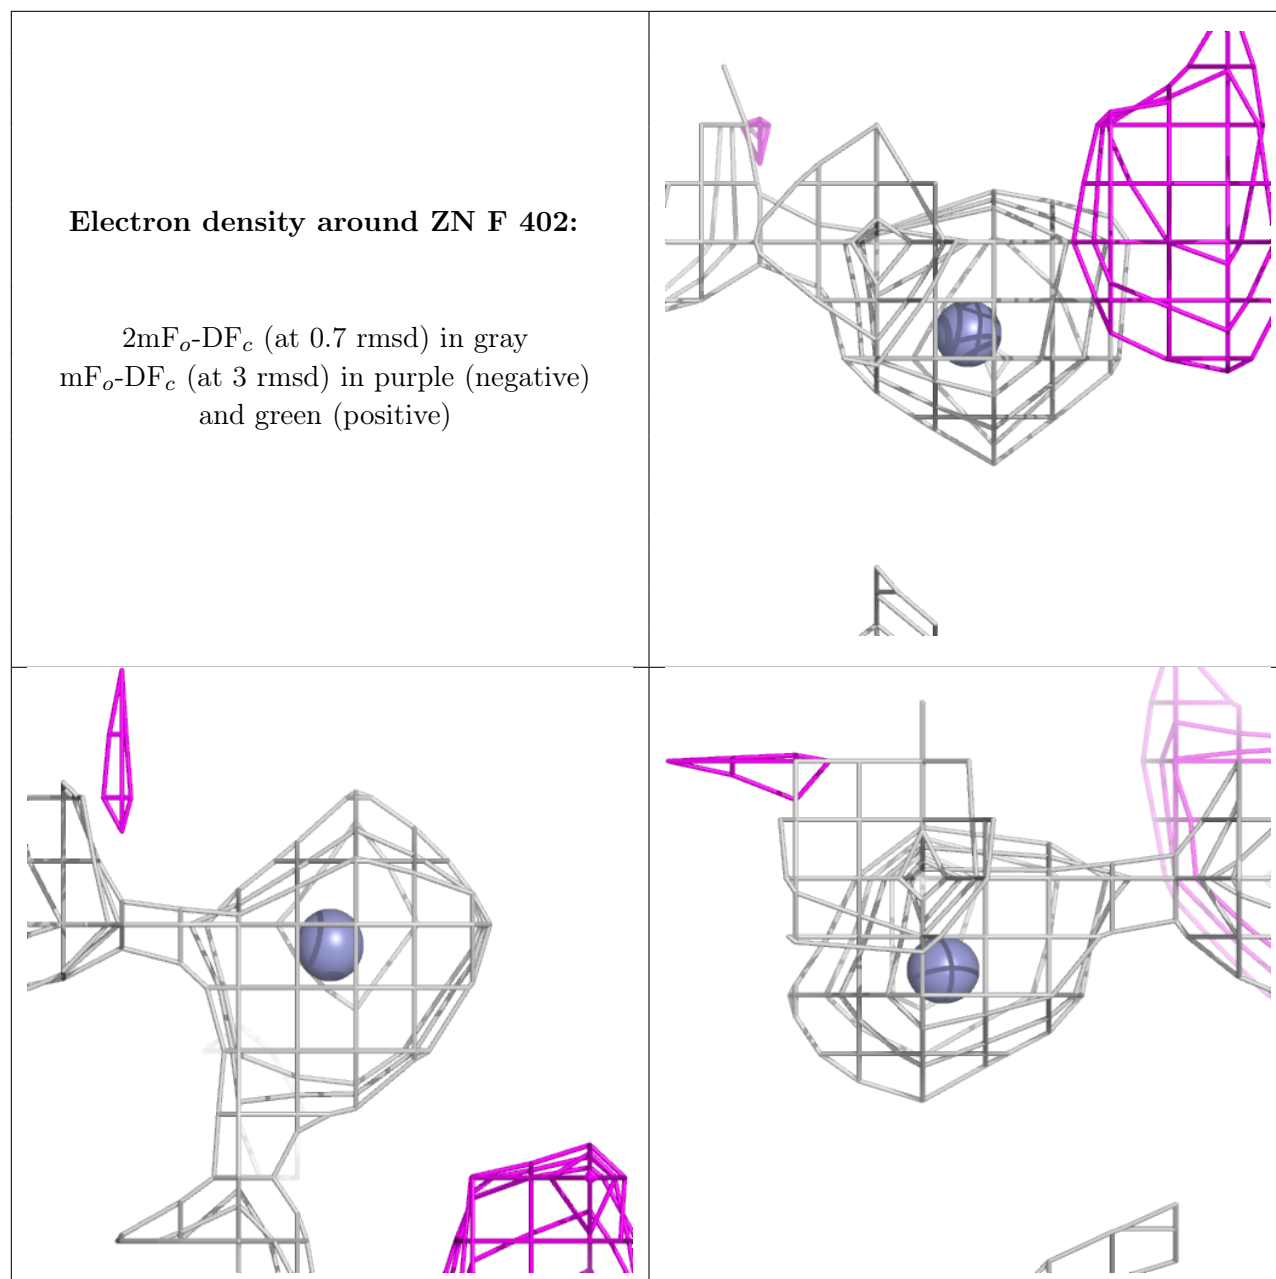 Electron density around ZN F 402:
2mFo-DFc (at 0.7 rmsd) in gray
mFo-DFc (at 3 rmsd) in purple (negative)
and green (positive)